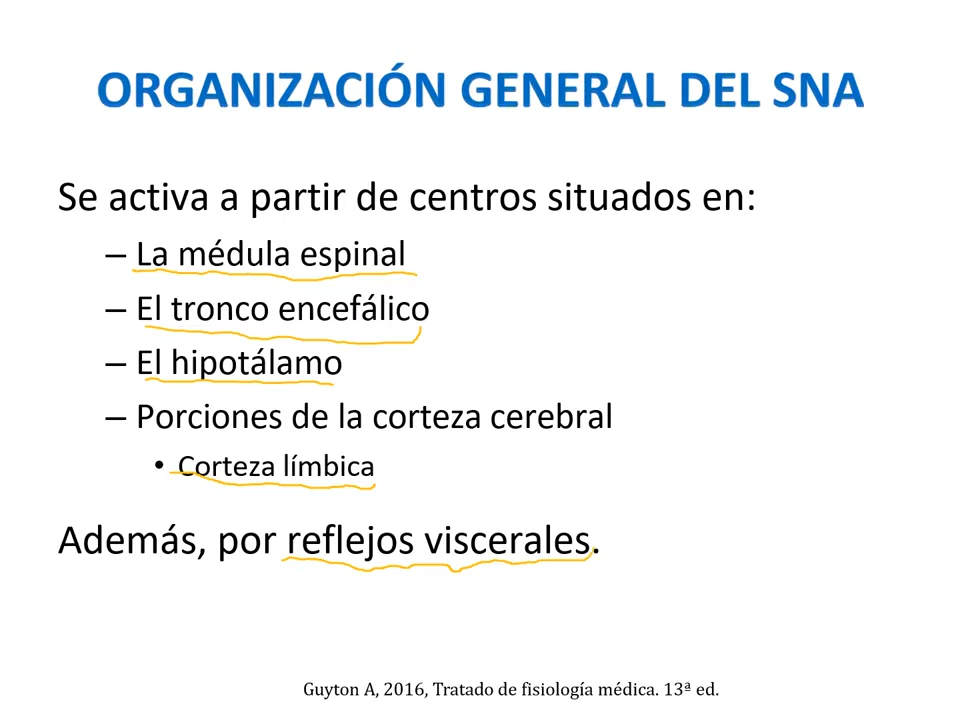 ORGANIZACIÓN GENERAL DEL SNA
Se activa a partir de centros situados en:
– La médula espinal
– El tronco encefálico
– El hipotálamo
– Porciones de la corteza cerebral
• Corteza límbica
Además, por reflejos viscerales.
Guyton A, 2016, Tratado de fisiología médica. 13ª ed.